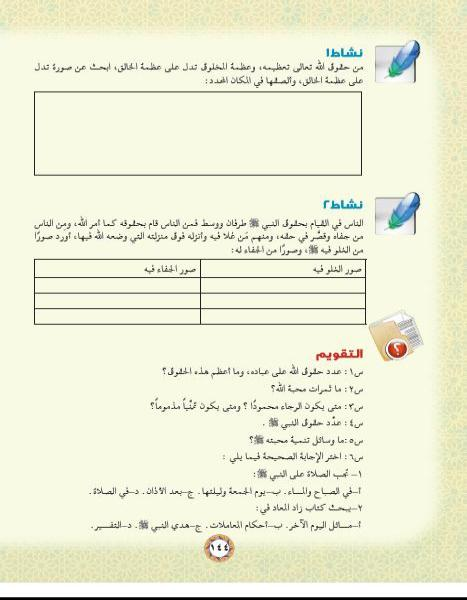 نشاط١
من حقوق الله تعالى تعظيمه، وعظمة المخلوق تدل على عظمة الخالق، ابحث عن صورة تدل
على عظمة الخالق، وألصقها في المكان المحدد:
نشاط٢
الناس في القيام بحقوق النبي ﷺ طرفان ووسط فمن الناس قام بحقوقه كما أمر الله، ومن الناس
من جفاه وقصَّر في حقه، ومنهم مَن غلا فيه وأنزله فوق منزلته التي وضعه الله فيها، أورد صورًا
من الغلو فيه ﷺ، وصورًا من الجفاء له:
صور الغلو فيه صور الجفاء فيه
التقويم
س١: عدد حقوق الله على عباده، وما أعظم هذه الحقوق؟
س٢: ما ثمرات محبة الله؟
س٣: متى يكون الرجاء محمودًا؟ ومتى يكون تمنِّيًا مذمومًا؟
س٤: عدِّد حقوق النبي ﷺ .
س٥: ما وسائل تنمية محبته ﷺ؟
س٦: اختر الإجابة الصحيحة فيما يلي :
١– تجب الصلاة على النبي ﷺ:
أ–في الصباح والمساء. ب–يوم الجمعة وليلتها. ج–بعد الأذان. د–في الصلاة.
٢–يبحث كتاب زاد المعاد في:
أ–مسائل اليوم الآخر. ب–أحكام المعاملات. ج–هدي النبي ﷺ. د–التفسير.
١٤٤